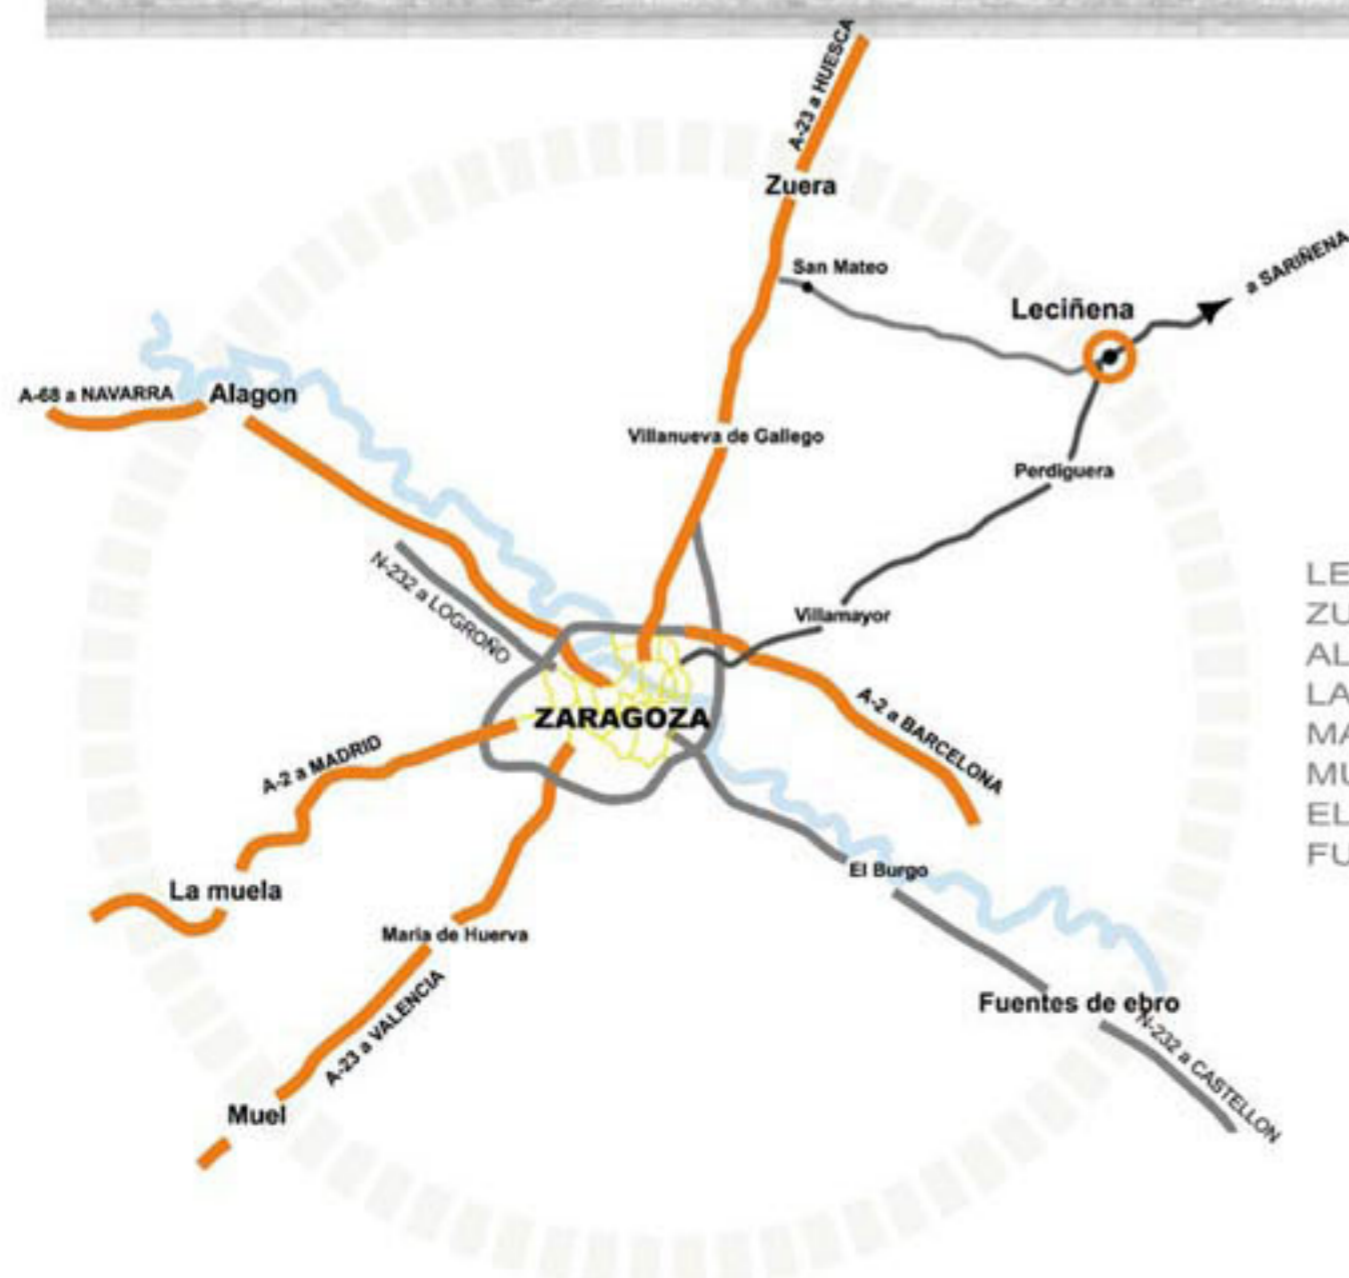 A-23 a HUESCA
Zuera
San Mateo
a SARIÑENA
Leciñena
A-68 a NAVARRA
Alagon
Villanueva de Gallego
Perdiguera
N-232 a LOGROÑO
Villamayor
ZARAGOZA
A-2 a BARCELONA
A-2 a MADRID
El Burgo
La muela
Maria de Huerva
A-23 a VALENCIA
Fuentes de ebro
N-232 a CASTELLON
Muel
LE
ZU
AL
LA
MA
MU
EL
FU